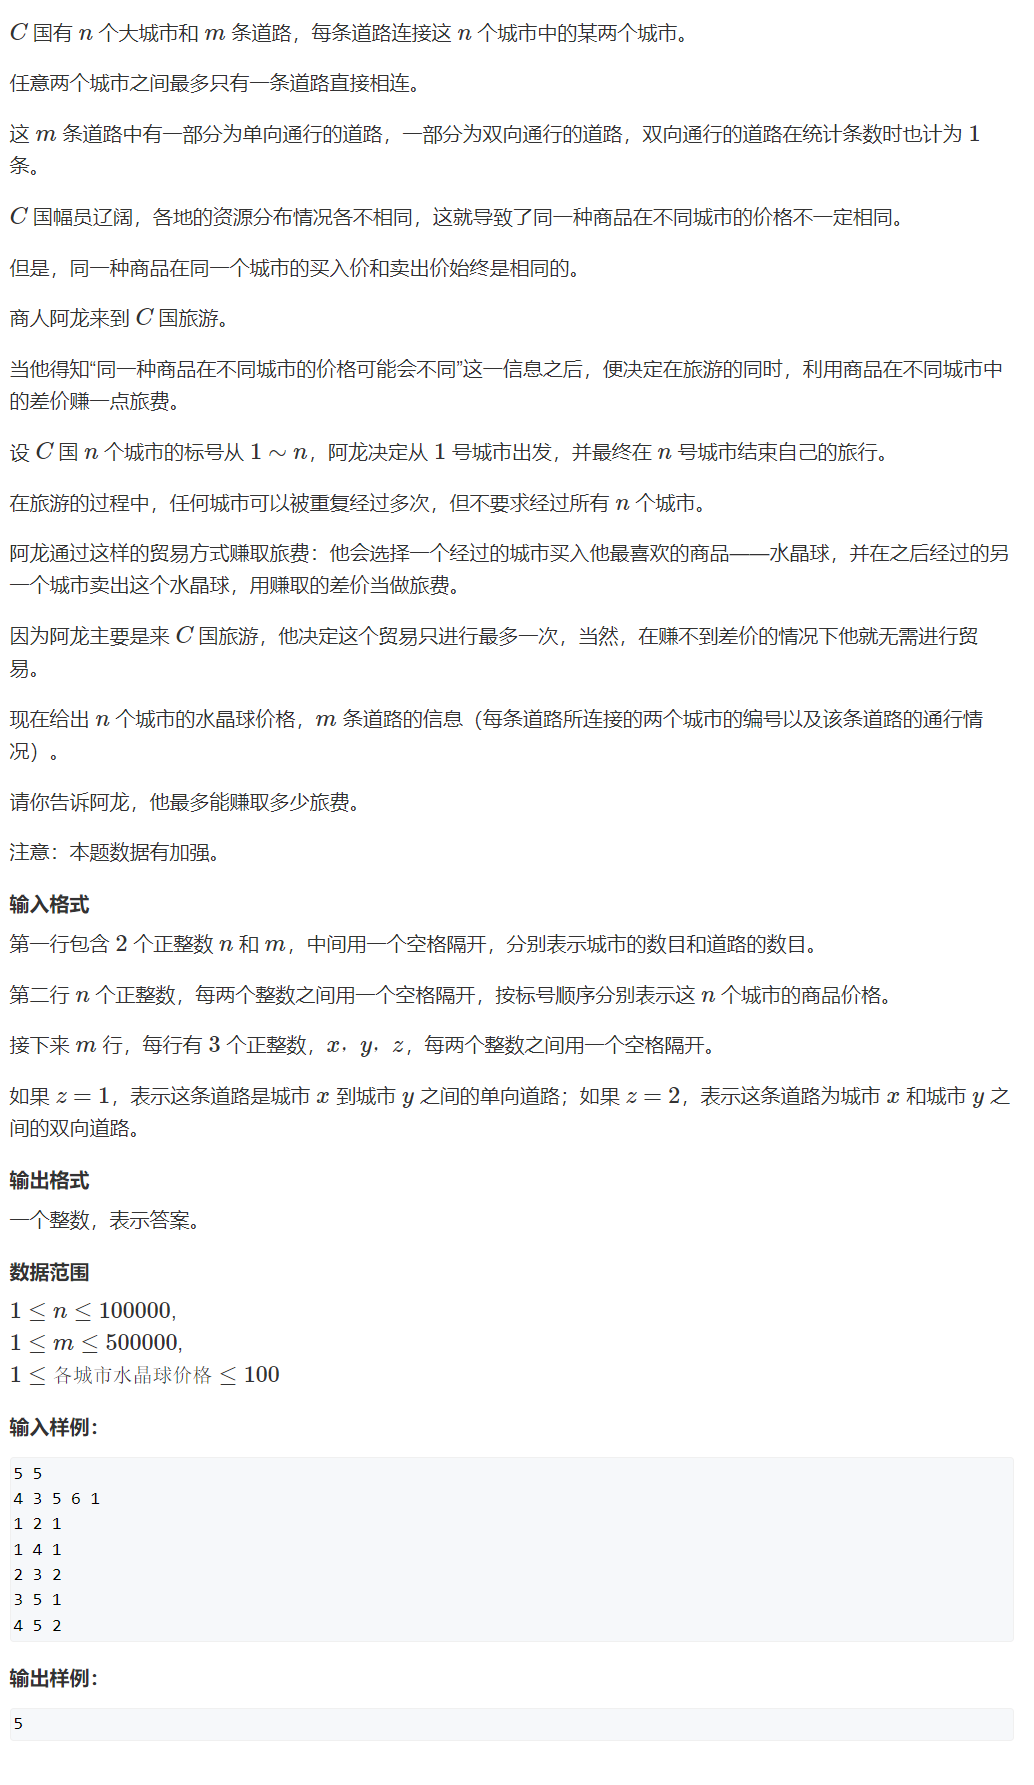 C 国有 n 个大城市和 m 条道路，每条道路连接这 n 个城市中的某两个城市。
任意两个城市之间最多只有一条道路直接相连。
这 m 条道路中有一部分为单向通行的道路，一部分为双向通行的道路，双向通行的道路在统计条数时也计为 1
条。
C 国幅员辽阔，各地的资源分布情况各不相同，这就导致了同一种商品在不同城市的价格不一定相同。
但是，同一种商品在同一个城市的买入价和卖出价始终是相同的。
商人阿龙来到 C 国旅游。
当他得知“同一种商品在不同城市的价格可能会不同”这一信息之后，便决定在旅游的同时，利用商品在不同城市中
的差价赚一点旅费。
设 C 国 n 个城市的标号从 1 ∼ n，阿龙决定从 1 号城市出发，并最终在 n 号城市结束自己的旅行。
在旅游的过程中，任何城市可以被重复经过多次，但不要求经过所有 n 个城市。
阿龙通过这样的贸易方式赚取旅费：他会选择一个经过的城市买入他最喜欢的商品——水晶球，并在之后经过的另
一个城市卖出这个水晶球，用赚取的差价当做旅费。
因为阿龙主要是来 C 国旅游，他决定这个贸易只进行最多一次，当然，在赚不到差价的情况下他就无需进行贸
易。
现在给出 n 个城市的水晶球价格，m 条道路的信息（每条道路所连接的两个城市的编号以及该条道路的通行情
况）。
请你告诉阿龙，他最多能赚取多少旅费。
注意：本题数据有加强。
输入格式
第一行包含 2 个正整数 n 和 m，中间用一个空格隔开，分别表示城市的数目和道路的数目。
第二行 n 个正整数，每两个整数之间用一个空格隔开，按标号顺序分别表示这 n 个城市的商品价格。
接下来 m 行，每行有 3 个正整数，x，y，z，每两个整数之间用一个空格隔开。
如果 z = 1，表示这条道路是城市 x 到城市 y 之间的单向道路；如果 z = 2，表示这条道路为城市 x 和城市 y 之
间的双向道路。
输出格式
一个整数，表示答案。
数据范围
1 ≤ n ≤ 100000,
1 ≤ m ≤ 500000,
1 ≤ 各城市水晶球价格 ≤ 100
输入样例：
5 5
4 3 5 6 1
1 2 1
1 4 1
2 3 2
3 5 1
4 5 2
输出样例：
5